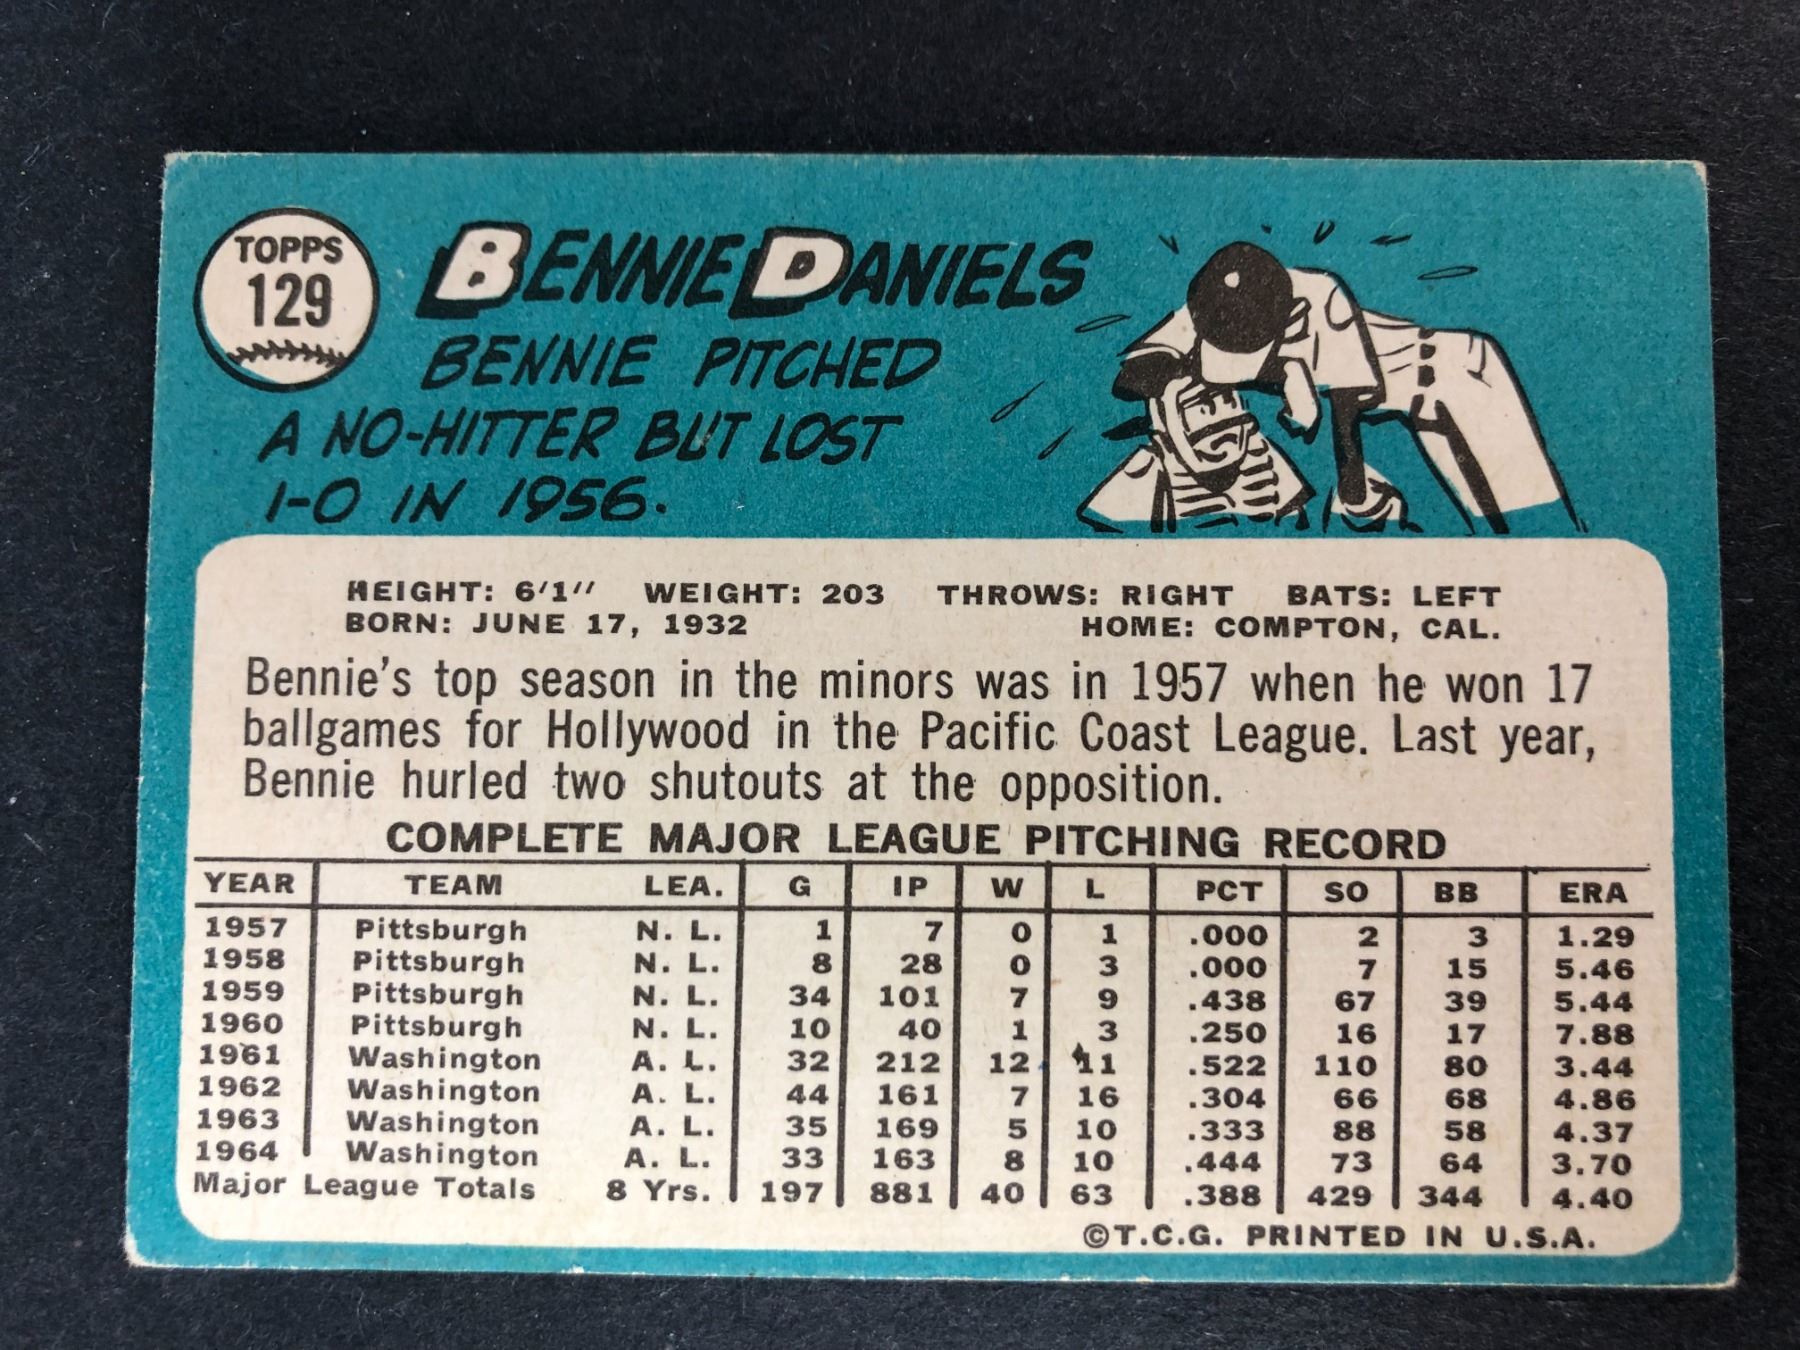 TOPPS
129
BENNIE DANIELS
BENNIE PITCHED
A NO-HITTER BUT LOST
1-0 IN 1956.
HEIGHT: 6'1" WEIGHT: 203 THROWS: RIGHT BATS: LEFT
BORN: JUNE 17, 1932 HOME: COMPTON, CAL.
Bennie's top season in the minors was in 1957 when he won 17
ballgames for Hollywood in the Pacific Coast League. Last year,
Bennie hurled two shutouts at the opposition.
COMPLETE MAJOR LEAGUE PITCHING RECORD
YEAR TEAM LEA. G IP W L PCT SO BB ERA
1957 Pittsburgh N. L. 1 7 0 1 .000 2 3 1.29
1958 Pittsburgh N. L. 8 28 0 3 .000 7 15 5.46
1959 Pittsburgh N. L. 34 101 7 9 .438 67 39 5.44
1960 Pittsburgh N. L. 10 40 1 3 .250 16 17 7.88
1961 Washington A. L. 32 212 12 11 .522 110 80 3.44
1962 Washington A. L. 44 161 7 16 .304 66 68 4.86
1963 Washington A. L. 35 169 5 10 .333 88 58 4.37
1964 Washington A. L. 33 163 8 10 .444 73 64 3.70
Major League Totals 8 Yrs. 197 881 40 63 .388 429 344 4.40
©T.C.G. PRINTED IN U.S.A.